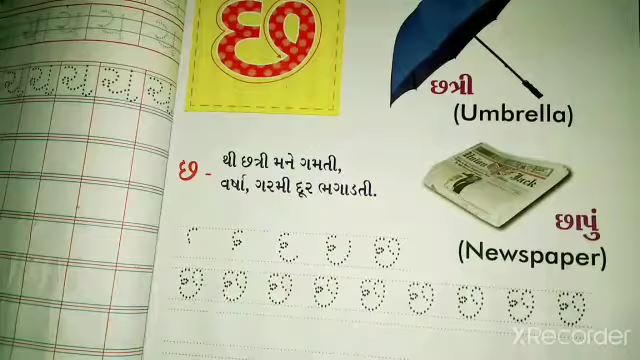 છ
છત્રી
(Umbrella)
છ - થી છત્રી મને ગમતી,
વર્ષા, ગરમી દૂર ભગાડતી.
છાપું
(Newspaper)
છ
છ છ છ છ છ છ છ છ છ
XRecorder